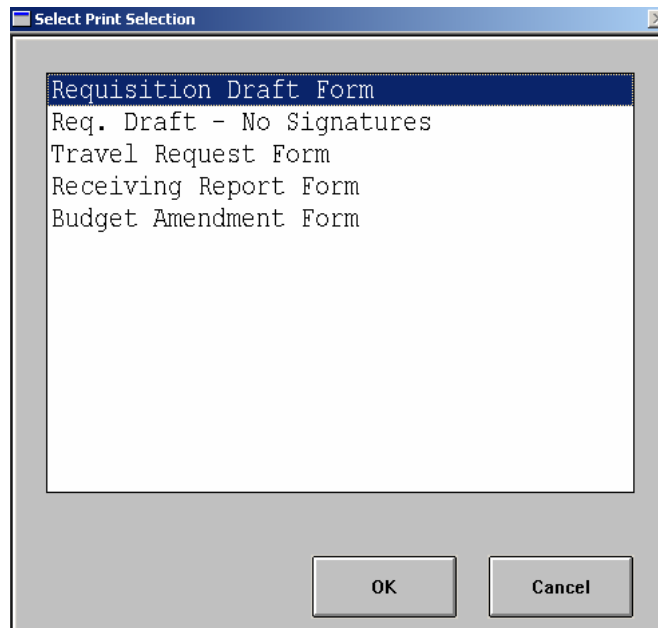 Select Print Selection
Requisition Draft Form
Req. Draft - No Signatures
Travel Request Form
Receiving Report Form
Budget Amendment Form
OK
Cancel